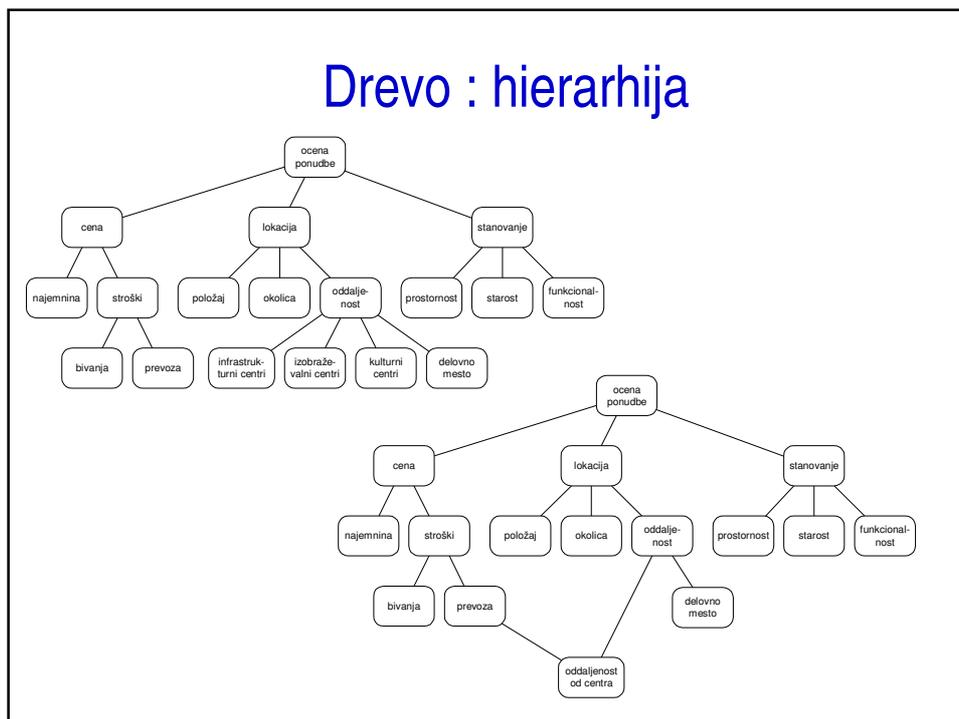 Drevo : hierarhija
ocena
ponudbe
cena
lokacija
stanovanje
najemnina
stroški
položaj
okolica
oddalje-
nost
prostornost
starost
funkcional-
nost
bivanja
prevoza
infrastruk-
turni centri
izobraže-
valni centri
kulturni
centri
delovno
mesto
ocena
ponudbe
cena
lokacija
stanovanje
najemnina
stroški
položaj
okolica
oddalje-
nost
prostornost
starost
funkcional-
nost
bivanja
prevoza
delovno
mesto
oddaljenost
od centra